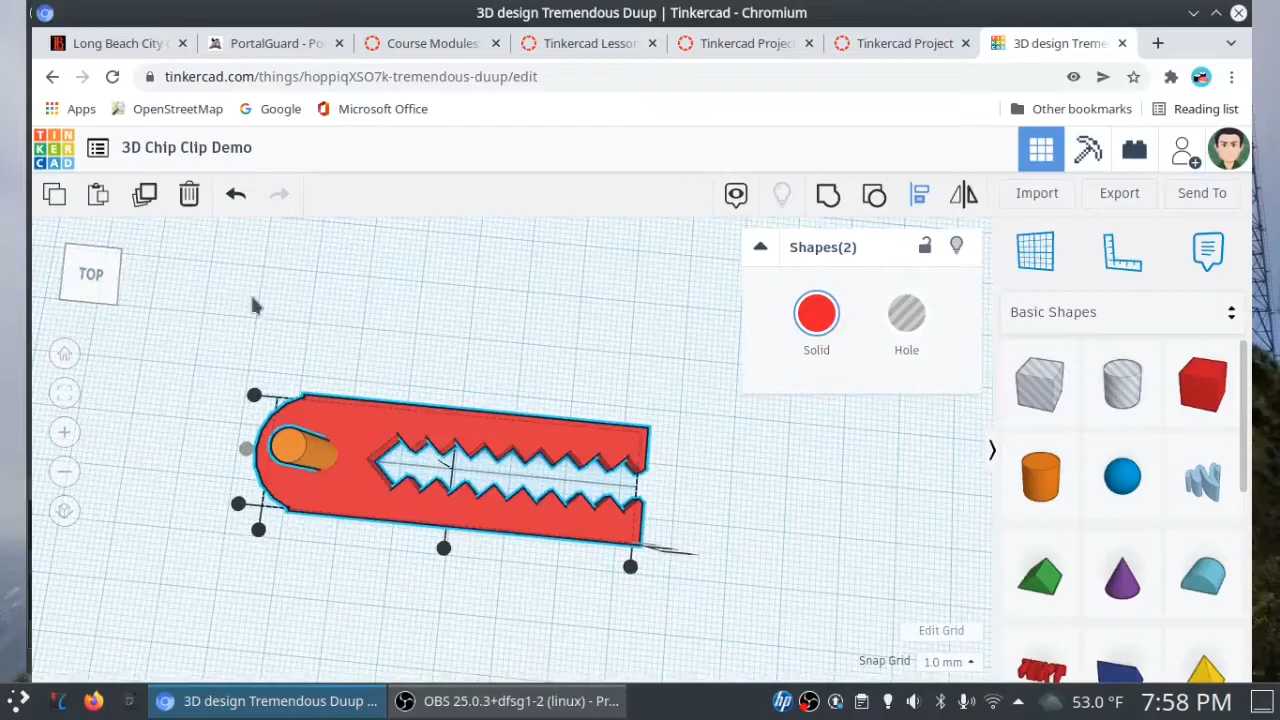 3D design Tremendous Duup | Tinkercad - Chromium
Long Beach City
PortalGuard - Po
Course Modules:
Tinkercad Lesson
Tinkercad Projec
Tinkercad Project
3D design Treme
tinkercad.com/things/hoppiqXSO7k-tremendous-duup/edit
Apps
OpenStreetMap
Google
Microsoft Office
Other bookmarks
Reading list
TIN
KER
CAD
3D Chip Clip Demo
Import
Export
Send To
TOP
Shapes(2)
Solid
Hole
Basic Shapes
Edit Grid
Snap Grid
1.0 mm
3D design Tremendous Duup ...
OBS 25.0.3+dfsg1-2 (linux) - Pr...
53.0 °F
7:58 PM